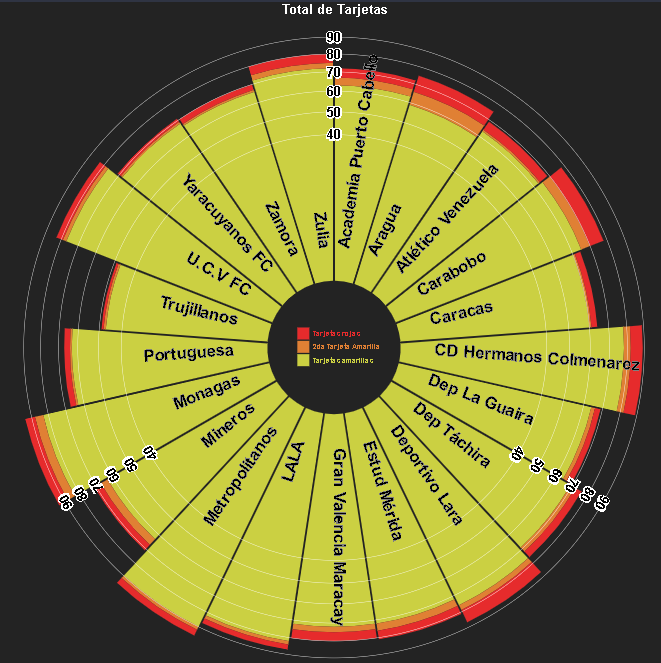 Total de Tarjetas
90
80
70
60
50
40
Academia Puerto Cabello
Aragua
Atlético Venezuela
Carabobo
Caracas
CD Hermanos Colmenarez
Dep La Guaira
Dep Táchira
Deportivo Lara
Estud Mérida
Gran Valencia Maracay
LALA
Metropolitanos
Mineros
Monagas
Portuguesa
Trujillanos
U.C.V FC
Yaracuyanos FC
Zamora
Zulia
Tarjetas rojas
2da Tarjeta Amarilla
Tarjetas amarillas
40
50
60
70
80
90
40
50
60
70
80
90